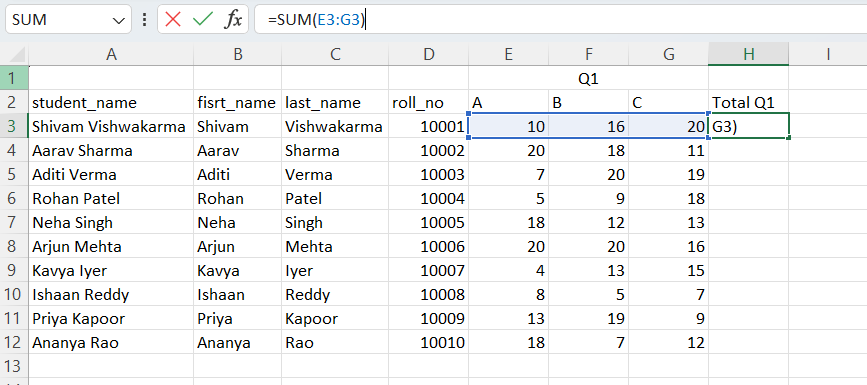 SUM fx =SUM(E3:G3)
A B C D E F G H I
1 Q1
2 student_name fisrt_name last_name roll_no A B C Total Q1
3 Shivam Vishwakarma Shivam Vishwakarma 10001 10 16 20 G3)
4 Aarav Sharma Aarav Sharma 10002 20 18 11
5 Aditi Verma Aditi Verma 10003 7 20 19
6 Rohan Patel Rohan Patel 10004 5 9 18
7 Neha Singh Neha Singh 10005 18 12 13
8 Arjun Mehta Arjun Mehta 10006 20 20 16
9 Kavya Iyer Kavya Iyer 10007 4 13 15
10 Ishaan Reddy Ishaan Reddy 10008 8 5 7
11 Priya Kapoor Priya Kapoor 10009 13 19 9
12 Ananya Rao Ananya Rao 10010 18 7 12
13